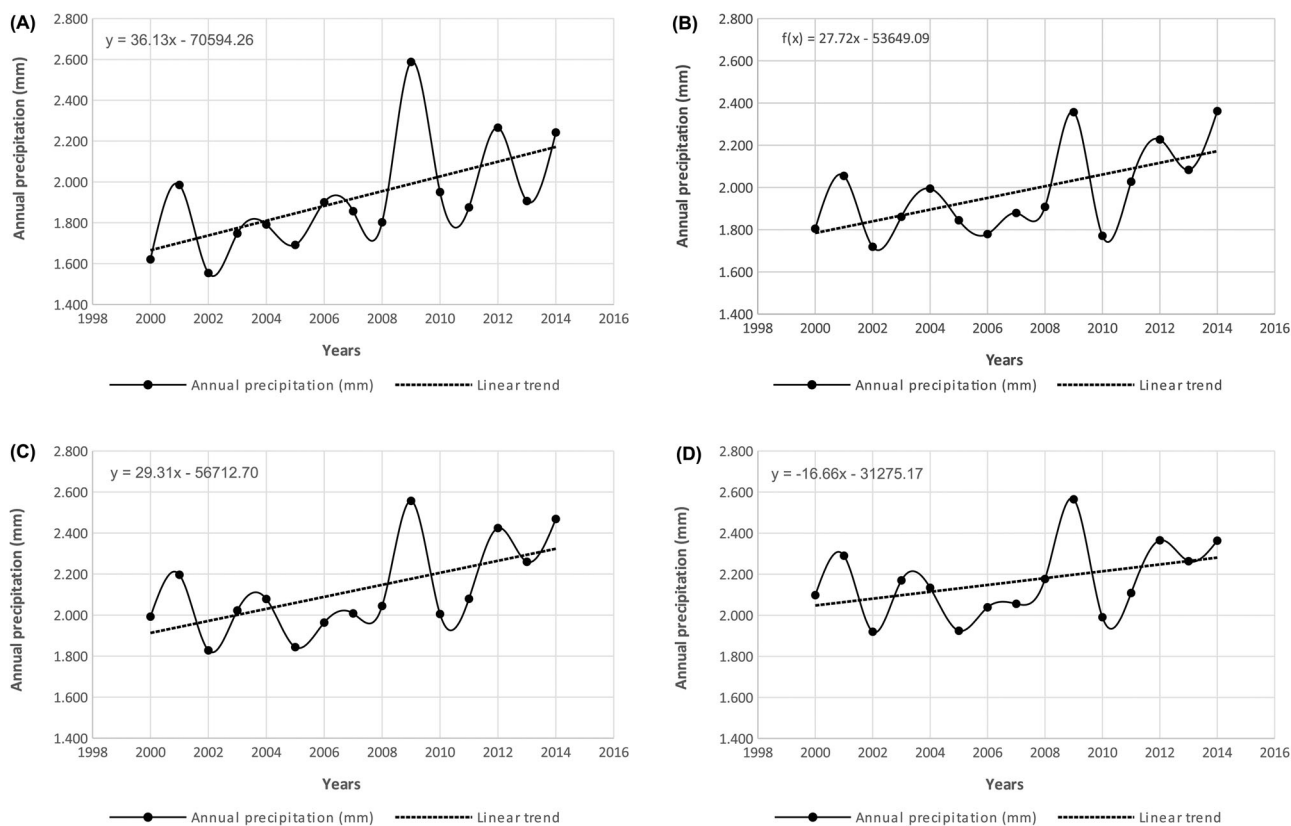 (A)
y = 36.13x - 70594.26
Annual precipitation (mm)
2.800
2.600
2.400
2.200
2.000
1.800
1.600
1.400
1998 2000 2002 2004 2006 2008 2010 2012 2014 2016
Years
Annual precipitation (mm) Linear trend
(B)
f(x) = 27.72x - 53649.09
Annual precipitation (mm)
2.800
2.600
2.400
2.200
2.000
1.800
1.600
1.400
1998 2000 2002 2004 2006 2008 2010 2012 2014 2016
Years
Annual precipitation (mm) Linear trend
(C)
y = 29.31x - 56712.70
Annual precipitation (mm)
2.800
2.600
2.400
2.200
2.000
1.800
1.600
1.400
1998 2000 2002 2004 2006 2008 2010 2012 2014 2016
Years
Annual precipitation (mm) Linear trend
(D)
y = -16.66x - 31275.17
Annual precipitation (mm)
2.800
2.600
2.400
2.200
2.000
1.800
1.600
1.400
1998 2000 2002 2004 2006 2008 2010 2012 2014 2016
Years
Annual precipitation (mm) Linear trend